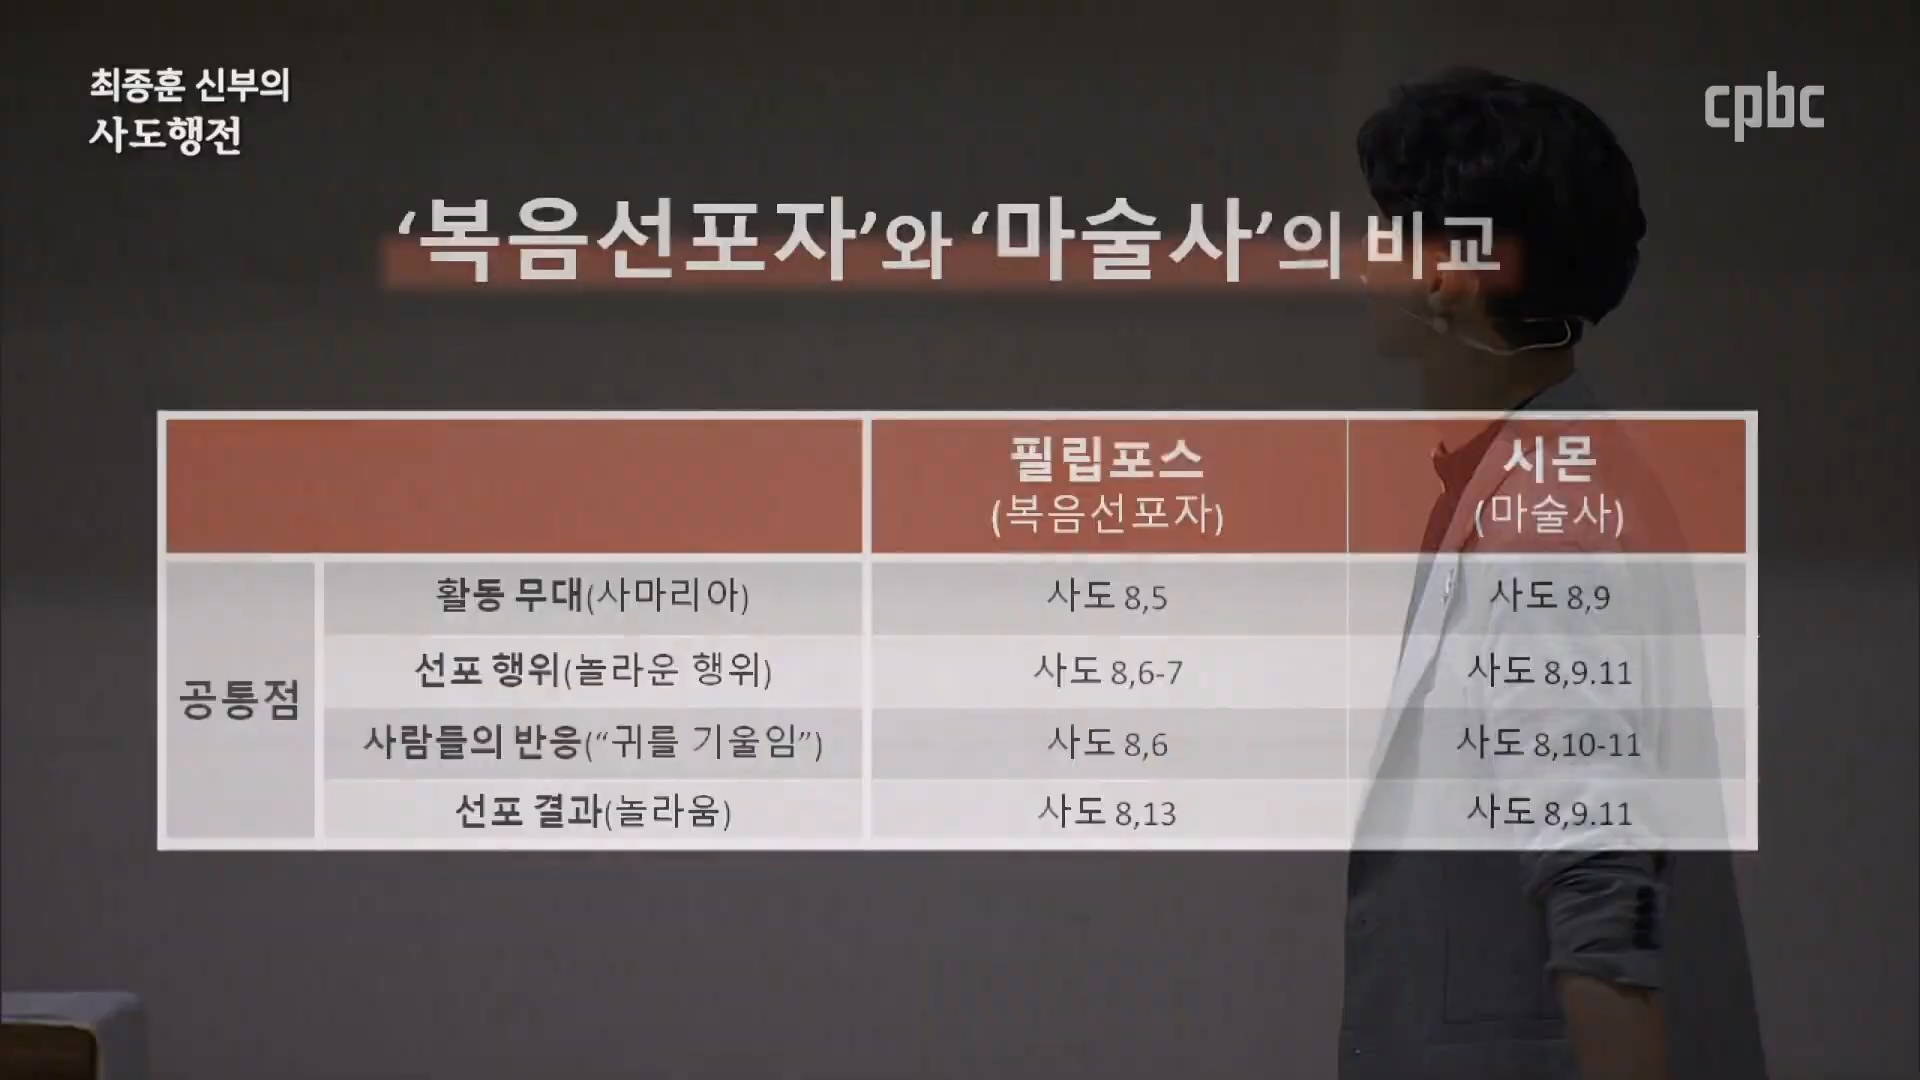 최종훈 신부의
사도행전
cpbc
‘복음선포자’와 ‘마술사’의 비교
필립포스
(복음선포자)
시몬
(마술사)
공통점
활동 무대(사마리아)
사도 8,5
사도 8,9
선포 행위(놀라운 행위)
사도 8,6-7
사도 8,9.11
사람들의 반응(“귀를 기울임”)
사도 8,6
사도 8,10-11
선포 결과(놀라움)
사도 8,13
사도 8,9.11